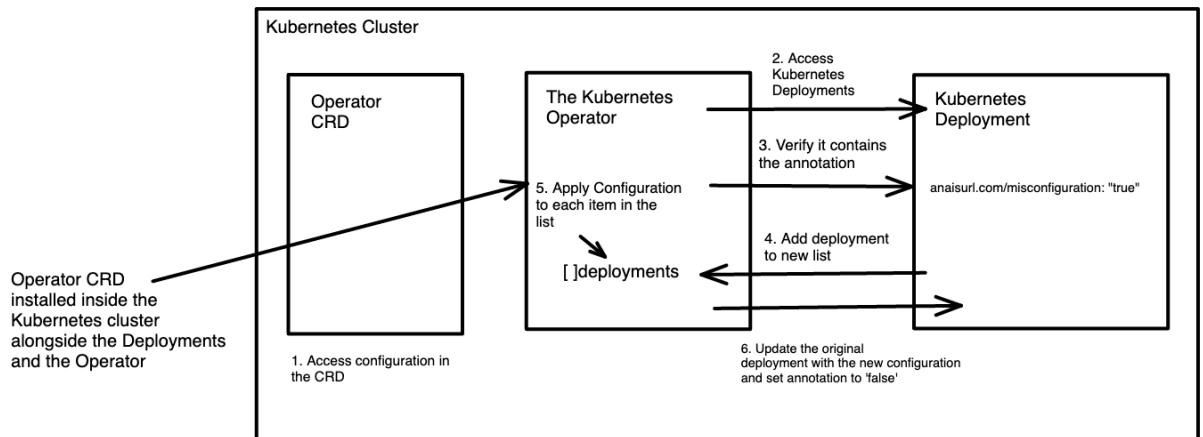 Kubernetes Cluster
Operator
CRD
The Kubernetes
Operator
2. Access
Kubernetes
Deployments
Kubernetes
Deployment
3. Verify it contains
the annotation
anaisurl.com/misconfiguration: "true"
5. Apply Configuration
to each item in the
list
4. Add deployment
to new list
[ ]deployments
Operator CRD
installed inside the
Kubernetes cluster
alongside the Deployments
and the Operator
1. Access configuration in
the CRD
6. Update the original
deployment with the new configuration
and set annotation to 'false'